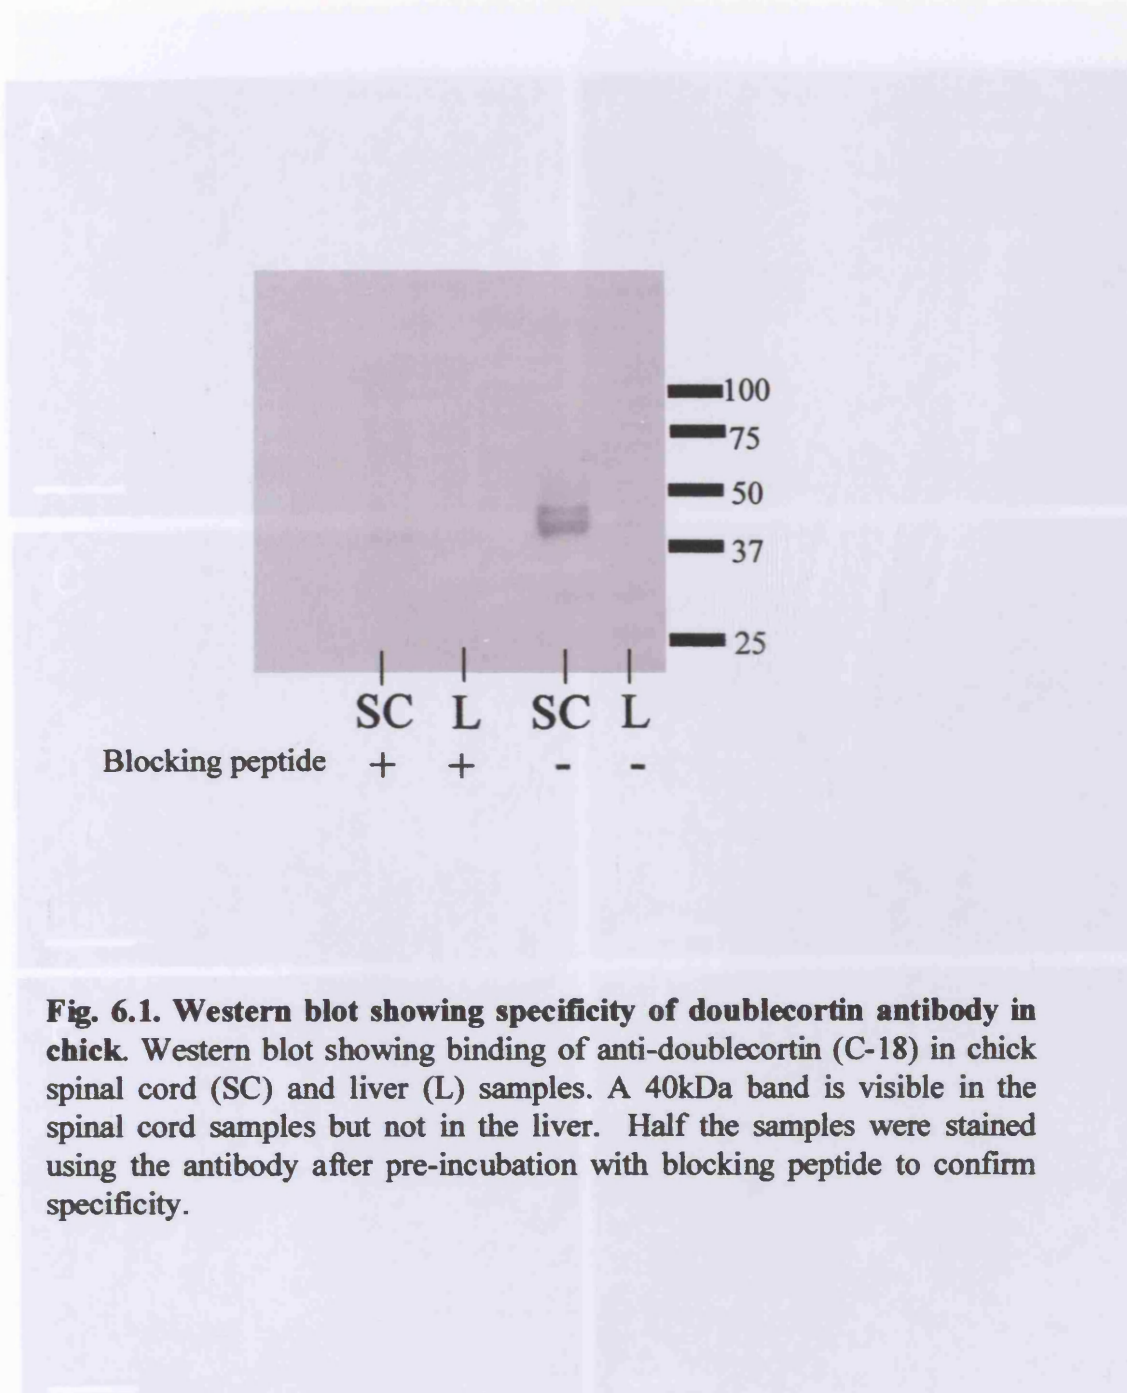 A
100
75
50
37
C
25
SC L SC L
Blocking peptide + + - -
Fig. 6.1. Western blot showing specificity of doublecortin antibody in
chick. Western blot showing binding of anti-doublecortin (C-18) in chick
spinal cord (SC) and liver (L) samples. A 40kDa band is visible in the
spinal cord samples but not in the liver. Half the samples were stained
using the antibody after pre-incubation with blocking peptide to confirm
specificity.